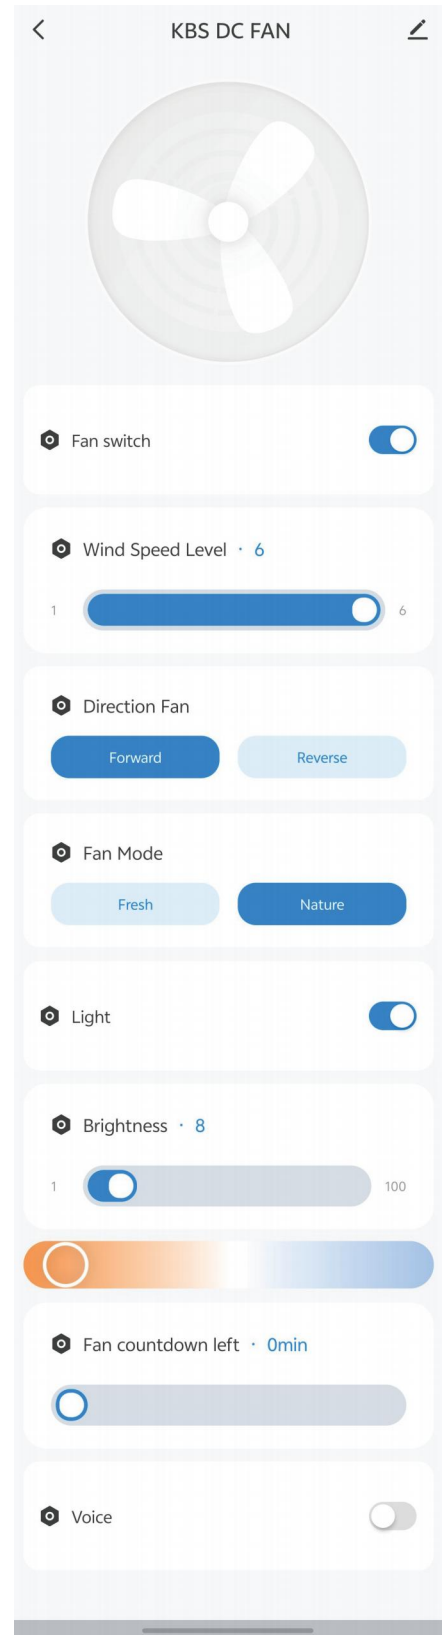 KBS DC FAN
Fan switch
Wind Speed Level · 6
1 6
Direction Fan
Forward Reverse
Fan Mode
Fresh Nature
Light
Brightness · 8
1 100
Fan countdown left · 0min
Voice